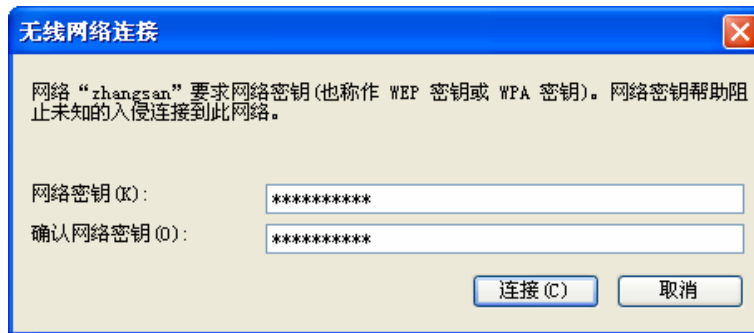 无线网络连接
网络“zhangsan”要求网络密钥(也称作 WEP 密钥或 WPA 密钥)。网络密钥帮助阻
止未知的入侵连接到此网络。
网络密钥(K): **********
确认网络密钥(O): **********
连接(C) 取消